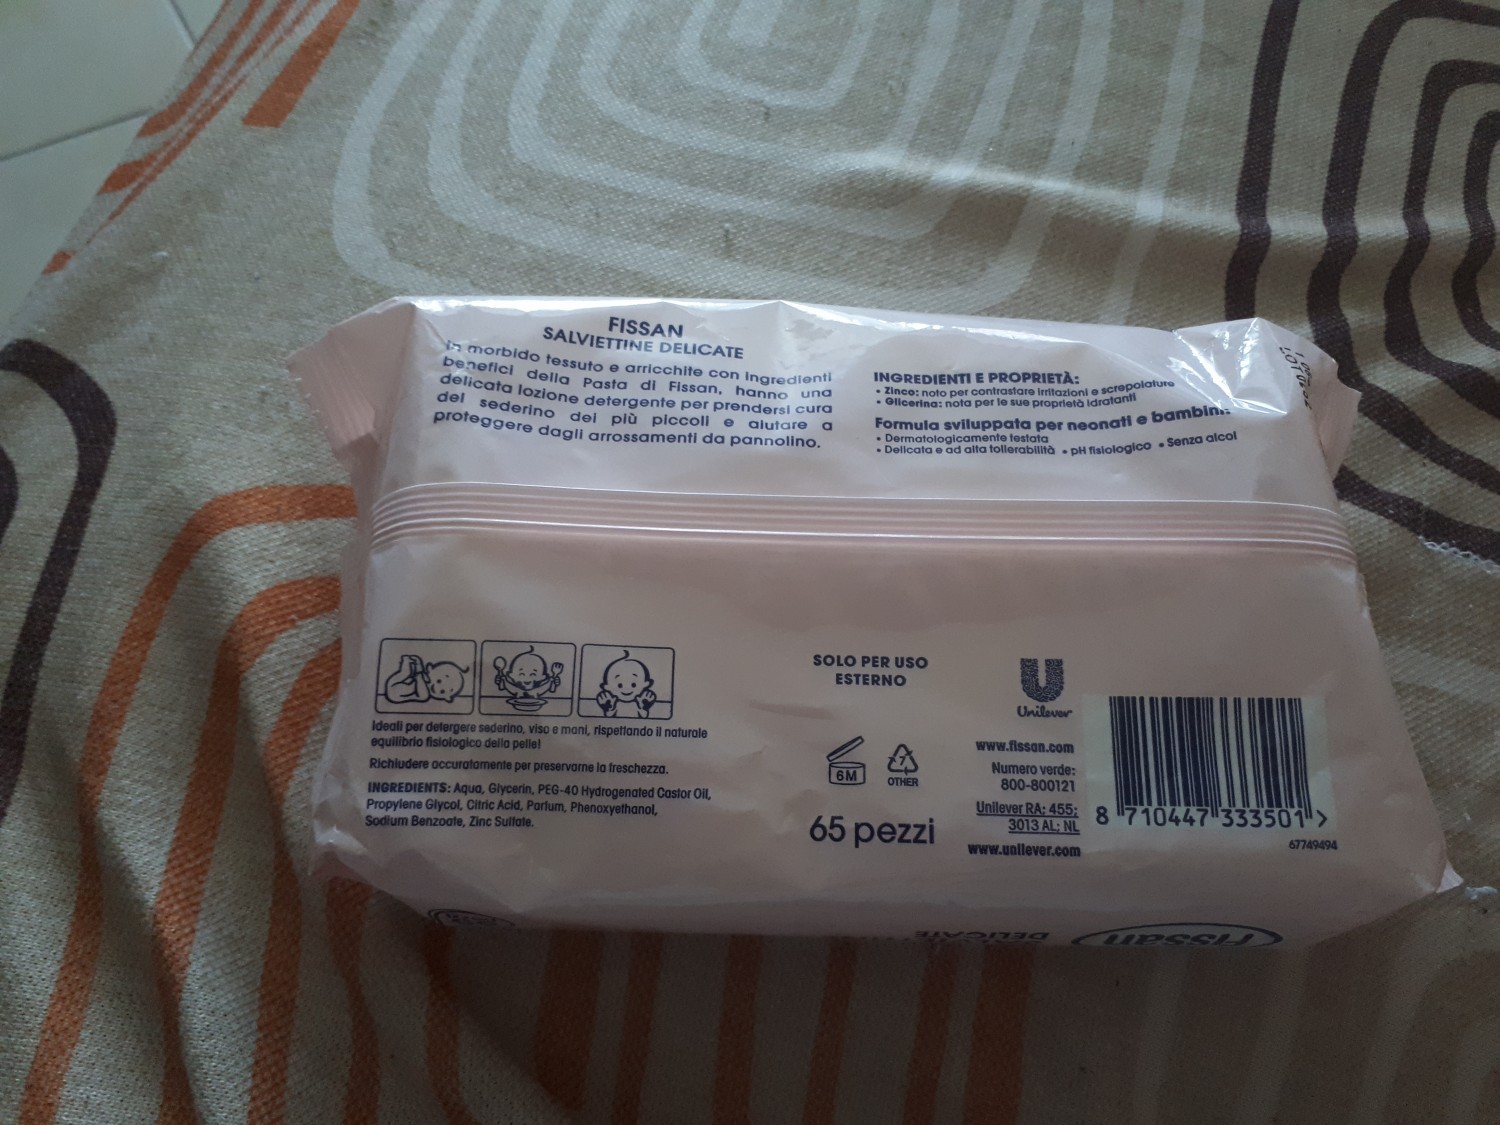 FISSAN
SALVIETTINE DELICATE
In morbido tessuto e arricchite con ingredienti
benefici della Pasta di Fissan, hanno una
delicata lozione detergente per prendersi cura
del sederino dei più piccoli e aiutare a
proteggere dagli arrossamenti da pannolino.
INGREDIENTI E PROPRIETÀ:
• Zinco: noto per contrastare irritazioni e screpolature
• Glicerina: nota per le sue proprietà idratanti
Formula sviluppata per neonati e bambini:
• Dermatologicamente testata
• Delicata e ad alta tollerabilità • pH fisiologico • Senza alcol
Ideali per detergere sederino, viso e mani, rispettando il naturale
equilibrio fisiologico della pelle!
Richiudere accuratamente per preservarne la freschezza.
INGREDIENTS: Aqua, Glycerin, PEG-40 Hydrogenated Castor Oil,
Propylene Glycol, Citric Acid, Parfum, Phenoxyethanol,
Sodium Benzoate, Zinc Sulfate.
SOLO PER USO
ESTERNO
6M
7
OTHER
65 pezzi
U
Unilever
www.fissan.com
Numero verde:
800-800121
Unilever RA; 455;
3013 AL; NL
www.unilever.com
8 710447 333501 >
67749494
DELICATE
Fissan